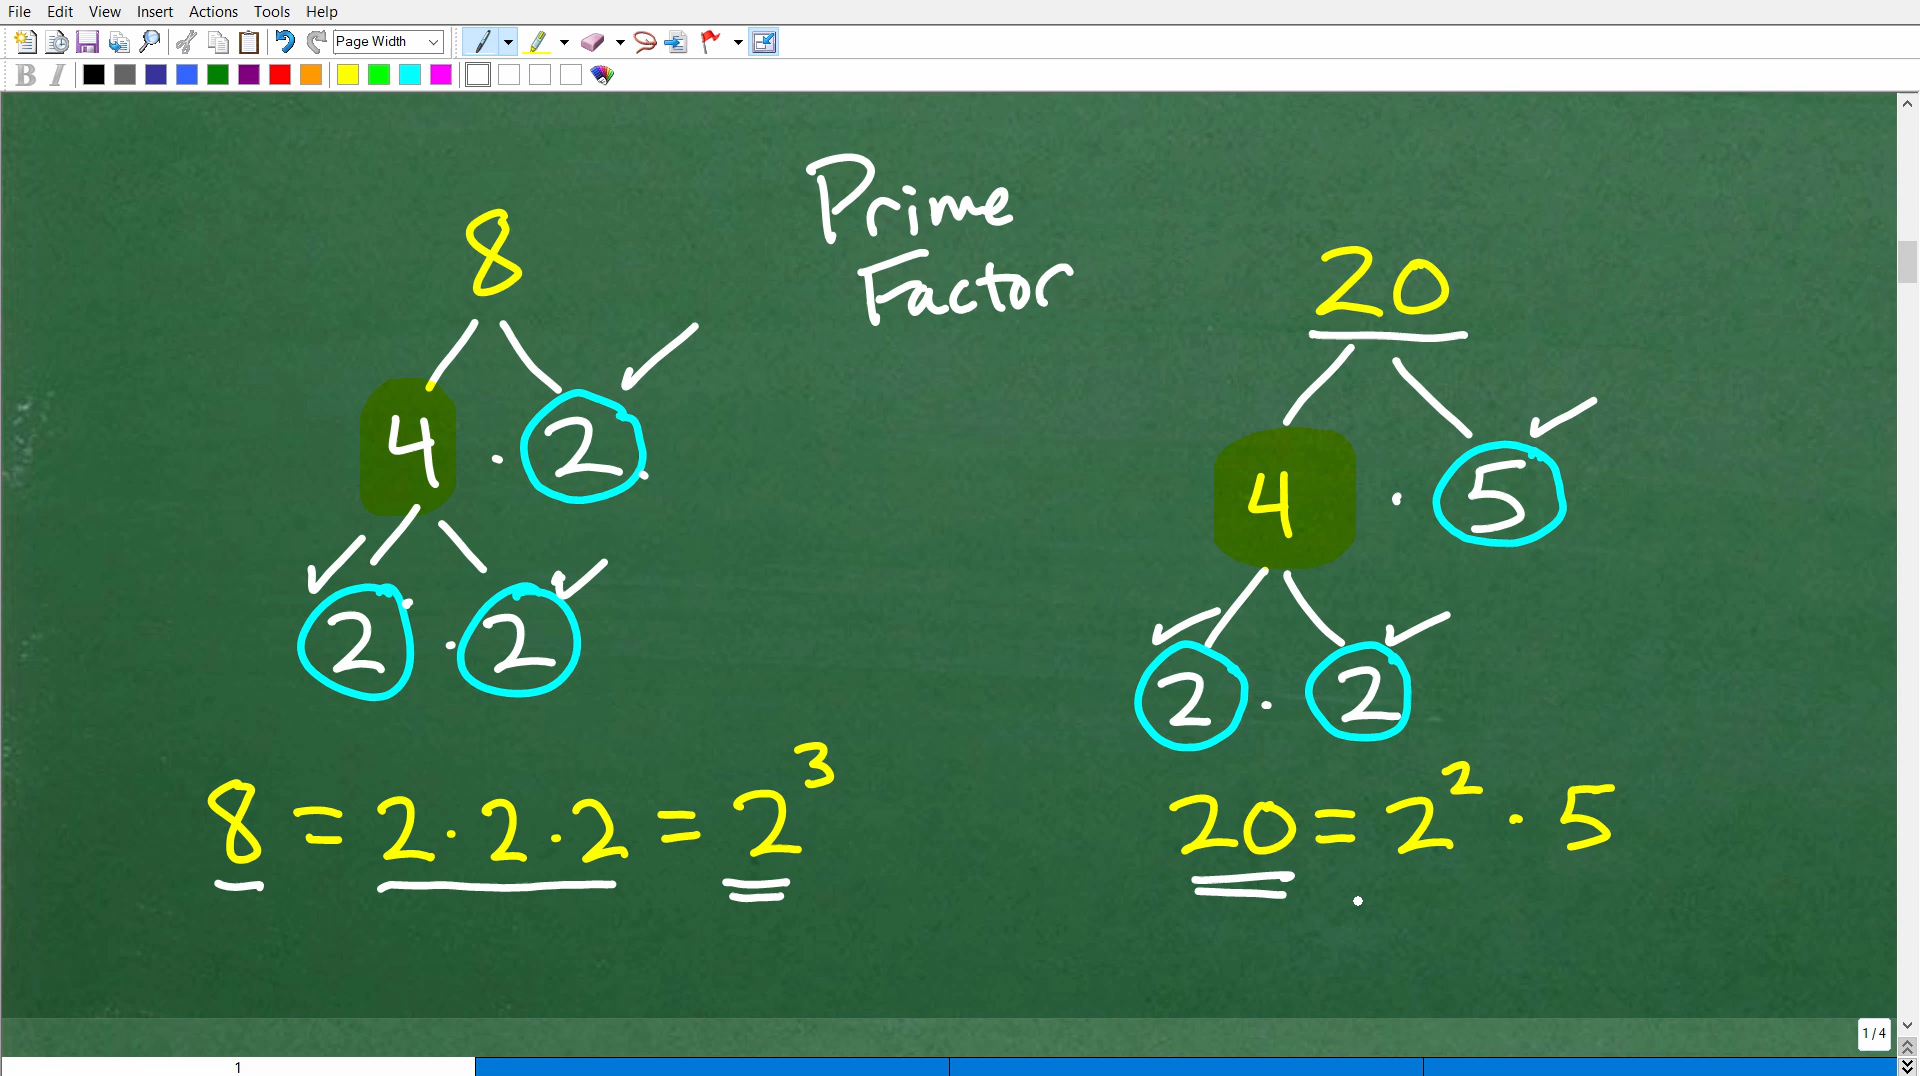 File Edit View Insert Actions Tools Help
Page Width
B I
Prime
Factor
8
4 · 2
2 · 2
8 = 2 · 2 · 2 = 2³
20
4 · 5
2 · 2
20 = 2² · 5
1 / 4
1